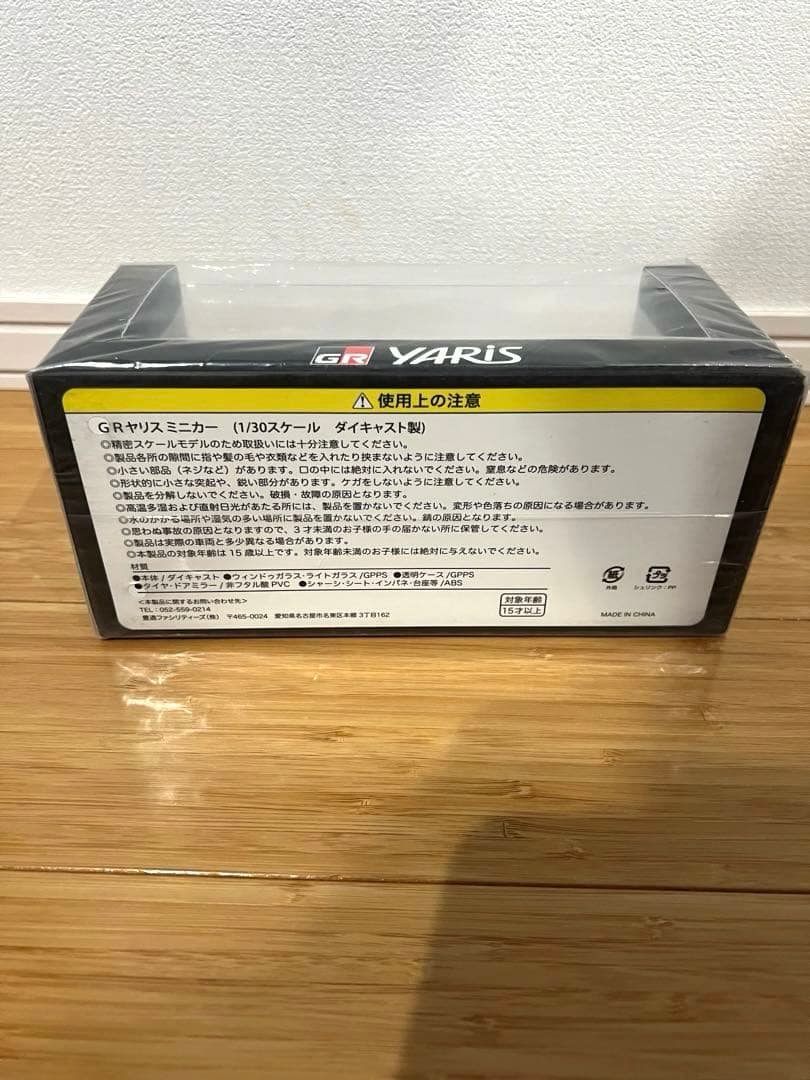 GR YARiS
⚠使用上の注意
GRヤリス ミニカー (1/30スケール ダイキャスト製)
◎精密スケールモデルのため取扱いには十分注意してください。
◎製品各所の隙間に指や髪の毛や衣類などを入れたり挟まないように注意してください。
◎小さい部品(ネジなど)があります。口の中には絶対に入れないでください。窒息などの危険があります。
◎形状的に小さな突起や、鋭い部分があります。ケガをしないように注意してください。
◎製品を分解しないでください。破損・故障の原因となります。
◎高温多湿および直射日光があたる所には、製品を置かないでください。変形や色落ちの原因になる場合があります。
◎水のかかる場所や湿気の多い場所に製品を置かないでください。錆の原因となります。
◎思わぬ事故の原因となりますので、3才未満のお子様の手の届かない所に保管してください。
◎製品は実際の車両と多少異なる場合があります。
◎本製品の対象年齢は15歳以上です。対象年齢未満のお子様には絶対に与えないでください。
材質
●本体/ダイキャスト ●ウィンドゥガラス・ライトガラス/GPPS ●透明ケース/GPPS
●タイヤ・ドアミラー/非フタル酸PVC ●シャーシ・シート・インパネ・台座等/ABS
<本製品に関するお問い合わせ先>
TEL:052-559-0214
豊通ファシリティーズ(株) 〒465-0024 愛知県名古屋市名東区本郷3丁目162
対象年齢
15才以上
紙
外箱
プラ
シュリンク:PP
MADE IN CHINA